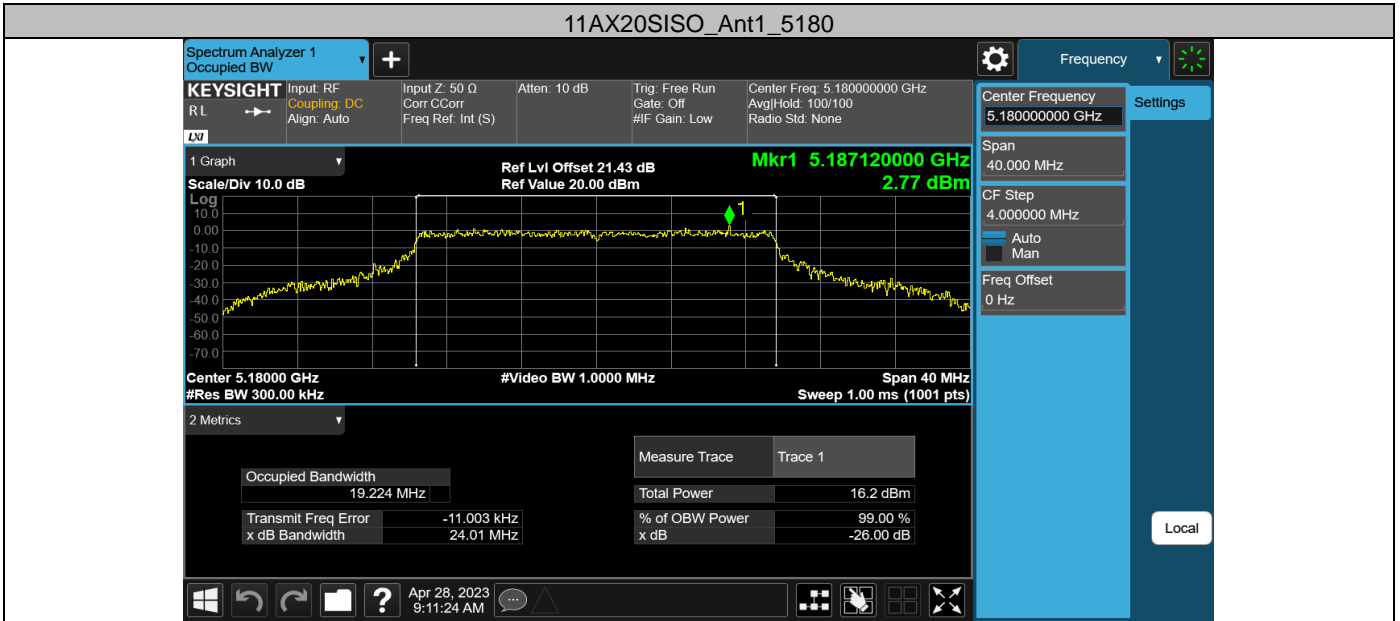 11AX20SISO_Ant1_5180
Spectrum Analyzer 1
Occupied BW
Frequency
KEYSIGHT
R L
LXI
Input: RF
Coupling: DC
Align: Auto
Input Z: 50 Ω
Corr CCorr
Freq Ref: Int (S)
Atten: 10 dB
Trig: Free Run
Gate: Off
#IF Gain: Low
Center Freq: 5.180000000 GHz
Avg|Hold: 100/100
Radio Std: None
Center Frequency
5.180000000 GHz
Settings
Span
40.000 MHz
CF Step
4.000000 MHz
Auto
Man
Freq Offset
0 Hz
Local
1 Graph
Scale/Div 10.0 dB
Ref Lvl Offset 21.43 dB
Ref Value 20.00 dBm
Mkr1 5.187120000 GHz
2.77 dBm
Log
10.0
0.00
-10.0
-20.0
-30.0
-40.0
-50.0
-60.0
-70.0
1
Center 5.18000 GHz
#Video BW 1.0000 MHz
Span 40 MHz
#Res BW 300.00 kHz
Sweep 1.00 ms (1001 pts)
2 Metrics
Measure Trace Trace 1
Occupied Bandwidth
19.224 MHz
Total Power 16.2 dBm
Transmit Freq Error -11.003 kHz
% of OBW Power 99.00 %
x dB Bandwidth 24.01 MHz
x dB -26.00 dB
?
Apr 28, 2023
9:11:24 AM